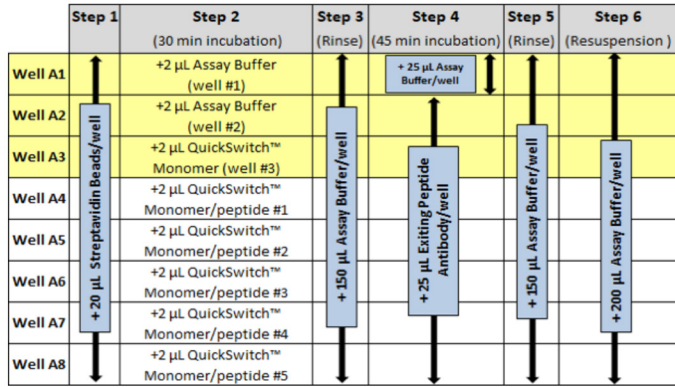 Step 1
Step 2
(30 min incubation)
Step 3
(Rinse)
Step 4
(45 min incubation)
Step 5
(Rinse)
Step 6
(Resuspension )
Well A1
+2 µL Assay Buffer
(well #1)
+ 25 µL Assay
Buffer/well
Well A2
+2 µL Assay Buffer
(well #2)
Well A3
+2 µL QuickSwitch™
Monomer (well #3)
Well A4
+2 µL QuickSwitch™
Monomer/peptide #1
Well A5
+2 µL QuickSwitch™
Monomer/peptide #2
Well A6
+2 µL QuickSwitch™
Monomer/peptide #3
Well A7
+2 µL QuickSwitch™
Monomer/peptide #4
Well A8
+2 µL QuickSwitch™
Monomer/peptide #5
+ 20 µL Streptavidin Beads/well
+ 150 µL Assay Buffer/well
+ 25 µL Exiting Peptide
Antibody/well
+ 150 µL Assay Buffer/well
+ 200 µL Assay Buffer/well